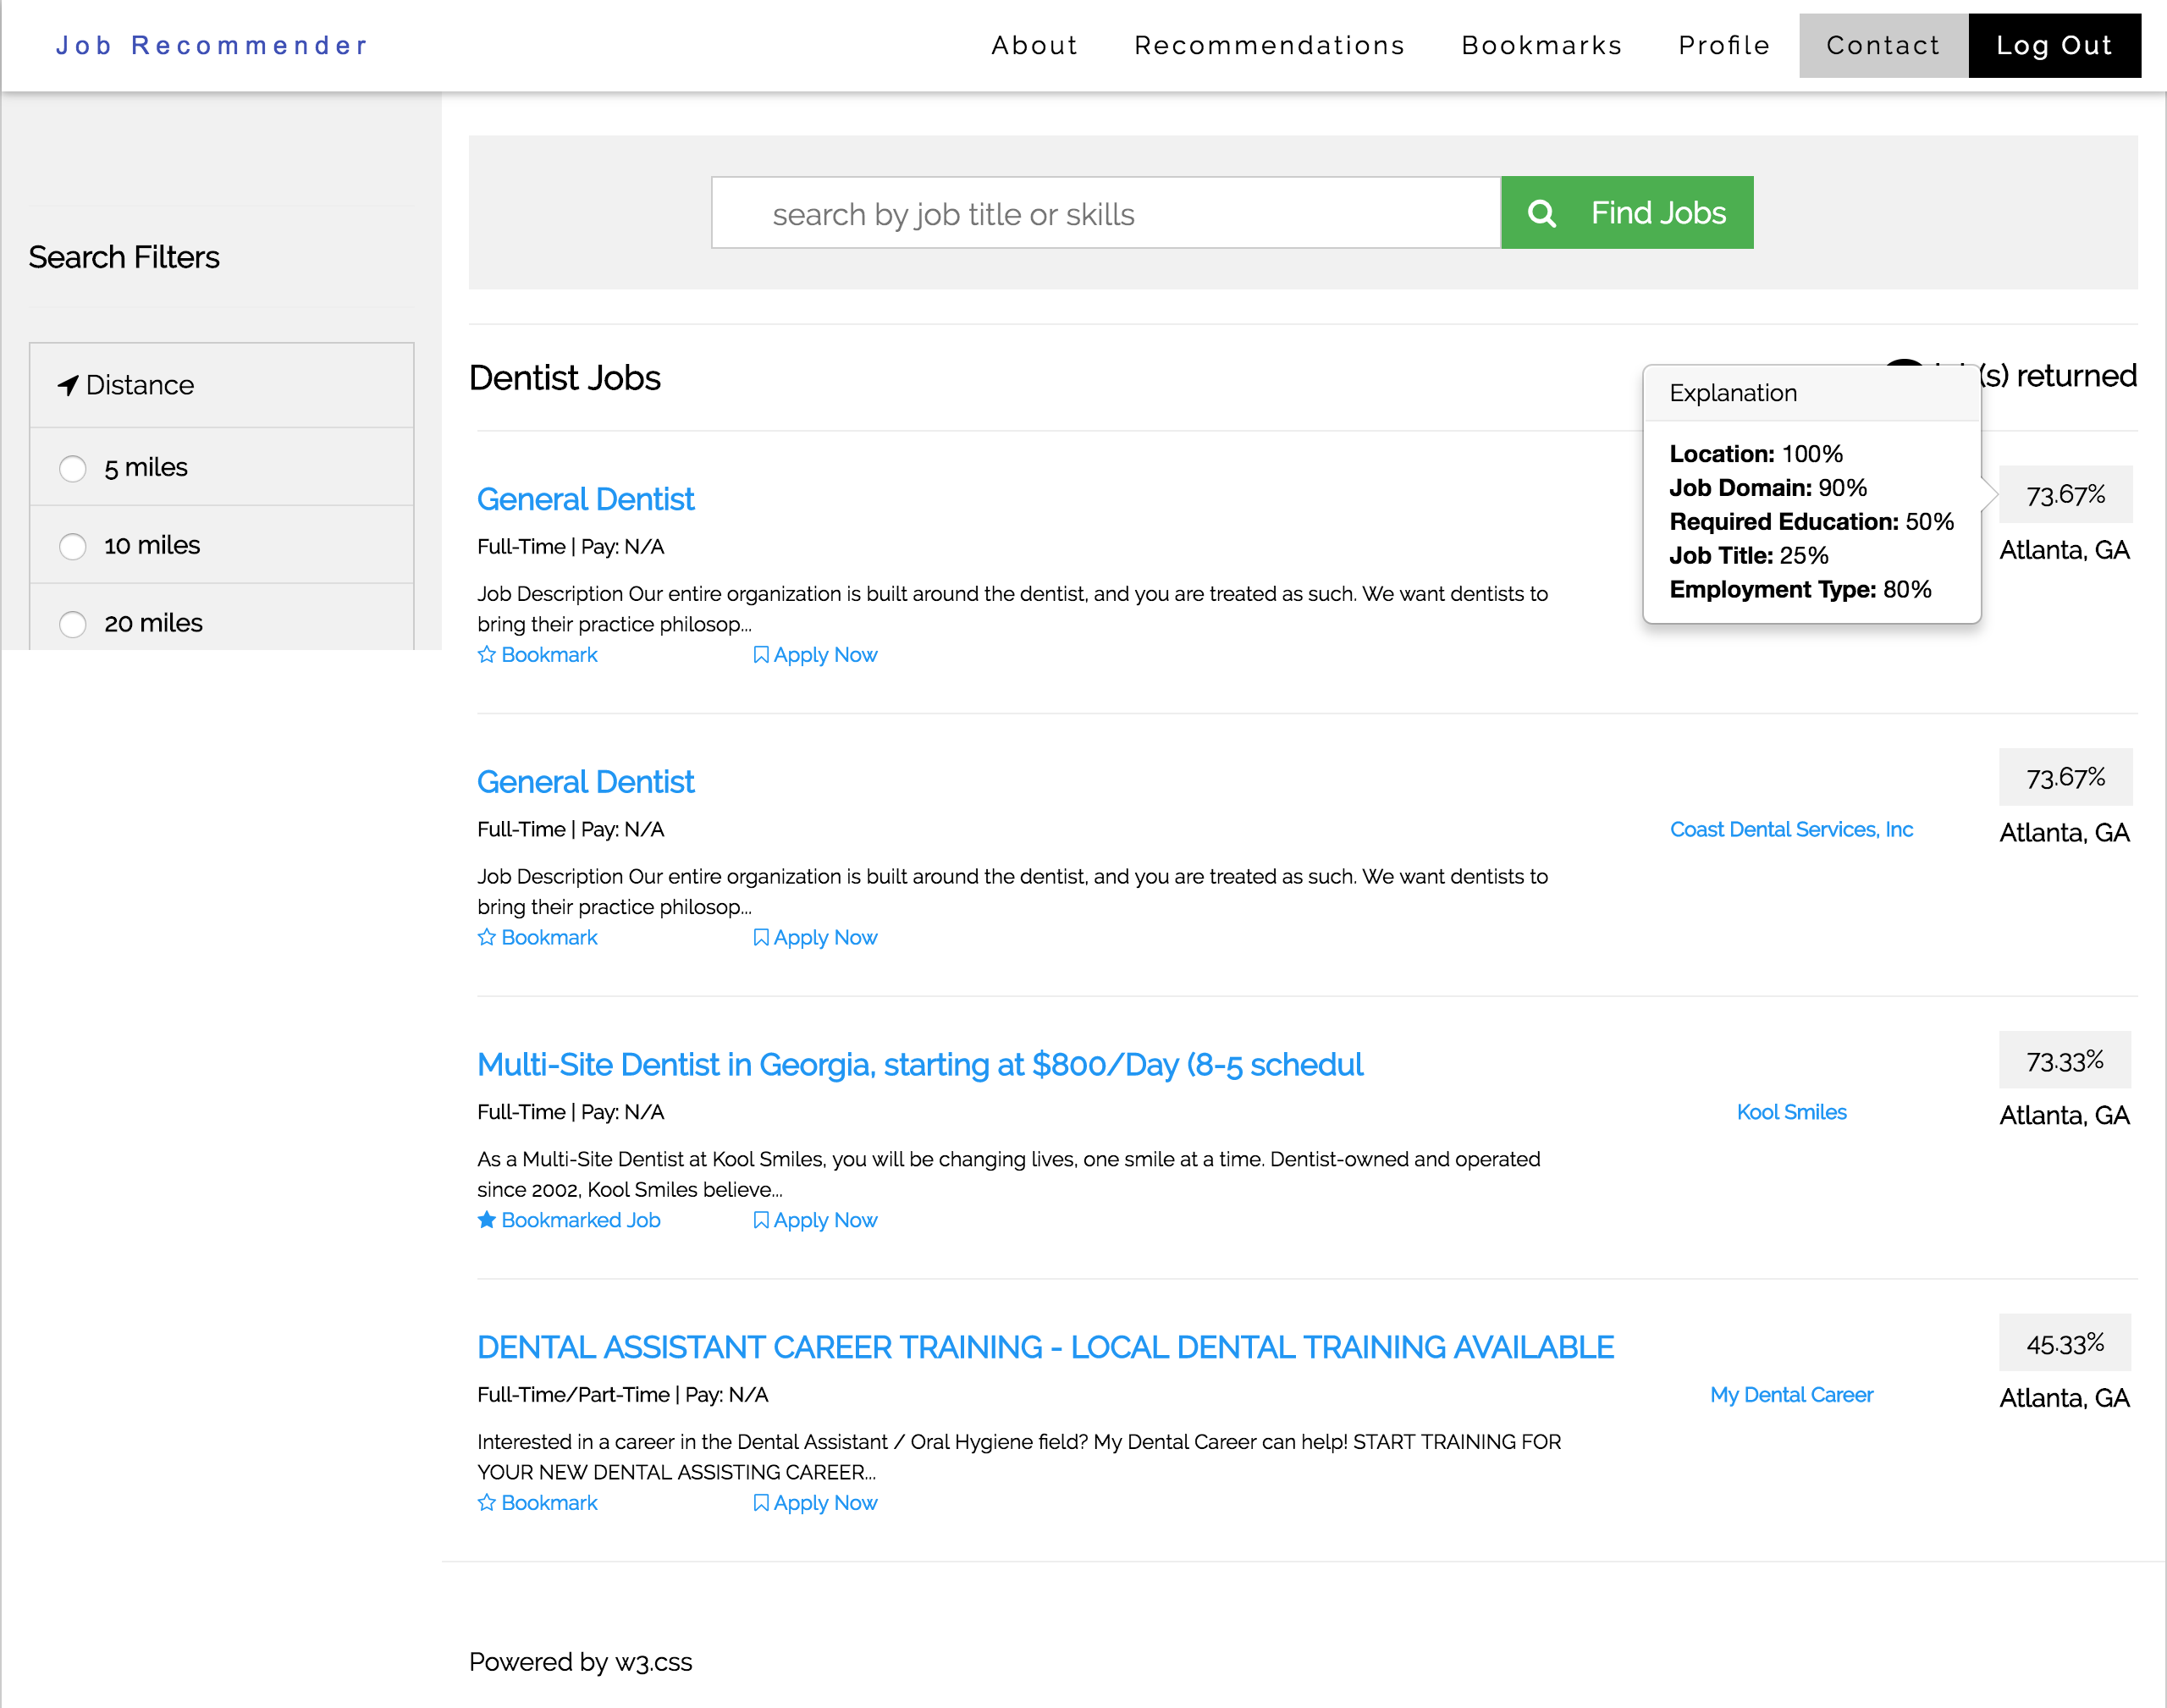 Job Recommender
About
Recommendations
Bookmarks
Profile
Contact
Log Out
search by job title or skills
Find Jobs
Search Filters
Distance
5 miles
10 miles
20 miles
Dentist Jobs
(s) returned
Explanation
Location: 100%
Job Domain: 90%
Required Education: 50%
Job Title: 25%
Employment Type: 80%
General Dentist
73.67%
Full-Time | Pay: N/A
Atlanta, GA
Job Description Our entire organization is built around the dentist, and you are treated as such. We want dentists to
bring their practice philosop...
Bookmark
Apply Now
General Dentist
73.67%
Full-Time | Pay: N/A
Coast Dental Services, Inc
Atlanta, GA
Job Description Our entire organization is built around the dentist, and you are treated as such. We want dentists to
bring their practice philosop...
Bookmark
Apply Now
Multi-Site Dentist in Georgia, starting at $800/Day (8-5 schedul
73.33%
Full-Time | Pay: N/A
Kool Smiles
Atlanta, GA
As a Multi-Site Dentist at Kool Smiles, you will be changing lives, one smile at a time. Dentist-owned and operated
since 2002, Kool Smiles believe...
Bookmarked Job
Apply Now
DENTAL ASSISTANT CAREER TRAINING - LOCAL DENTAL TRAINING AVAILABLE
45.33%
Full-Time/Part-Time | Pay: N/A
My Dental Career
Atlanta, GA
Interested in a career in the Dental Assistant / Oral Hygiene field? My Dental Career can help! START TRAINING FOR
YOUR NEW DENTAL ASSISTING CAREER...
Bookmark
Apply Now
Powered by w3.css